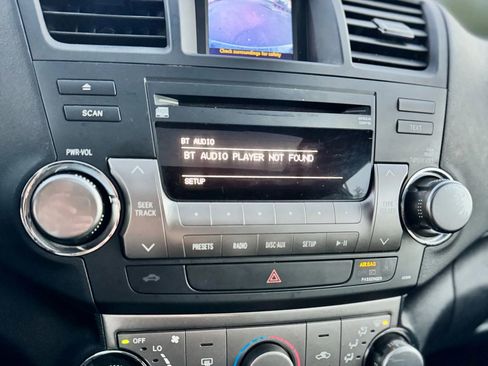 Check surroundings for safety
SCAN
TEXT
PWR·VOL
BT AUDIO
BT AUDIO PLAYER NOT FOUND
SETUP
SEEK
TRACK
PRESETS
RADIO
DISC·AUX
SETUP
AIRBAG
PASSENGER
OFF
LO